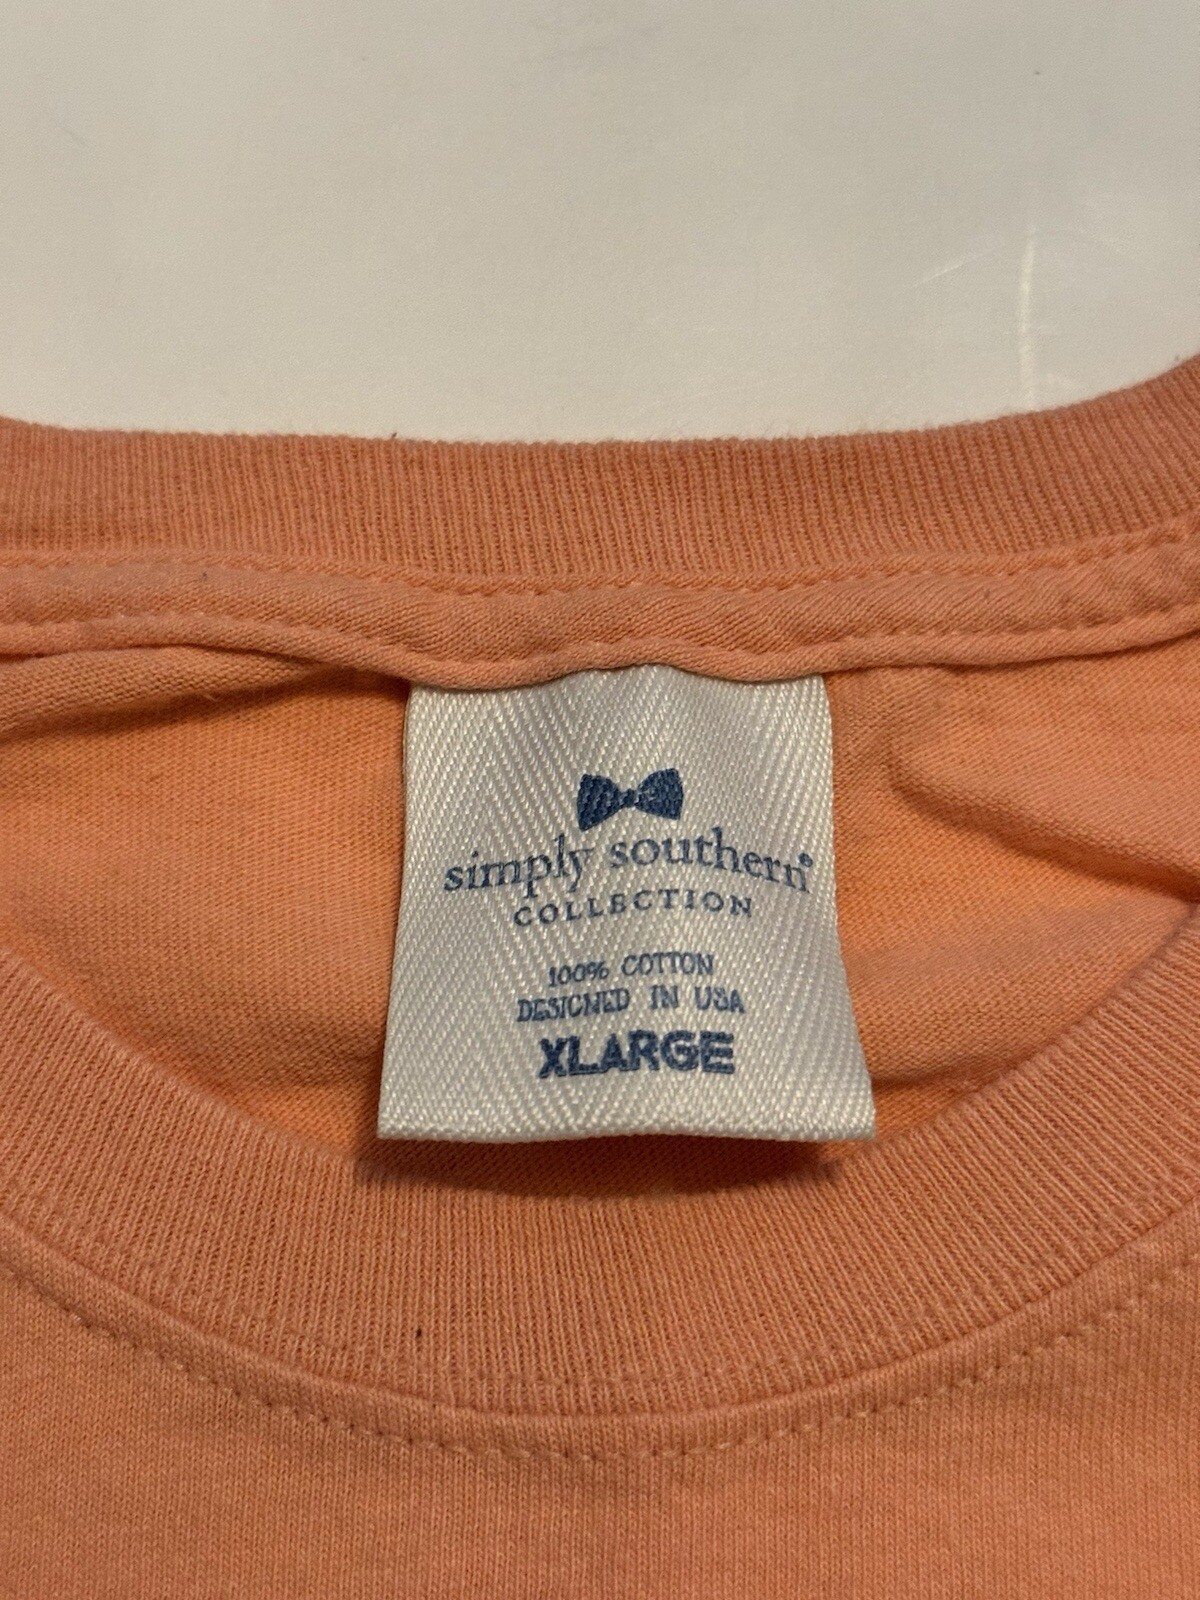 simply southern®
COLLECTION
100% COTTON
DESIGNED IN USA
XLARGE